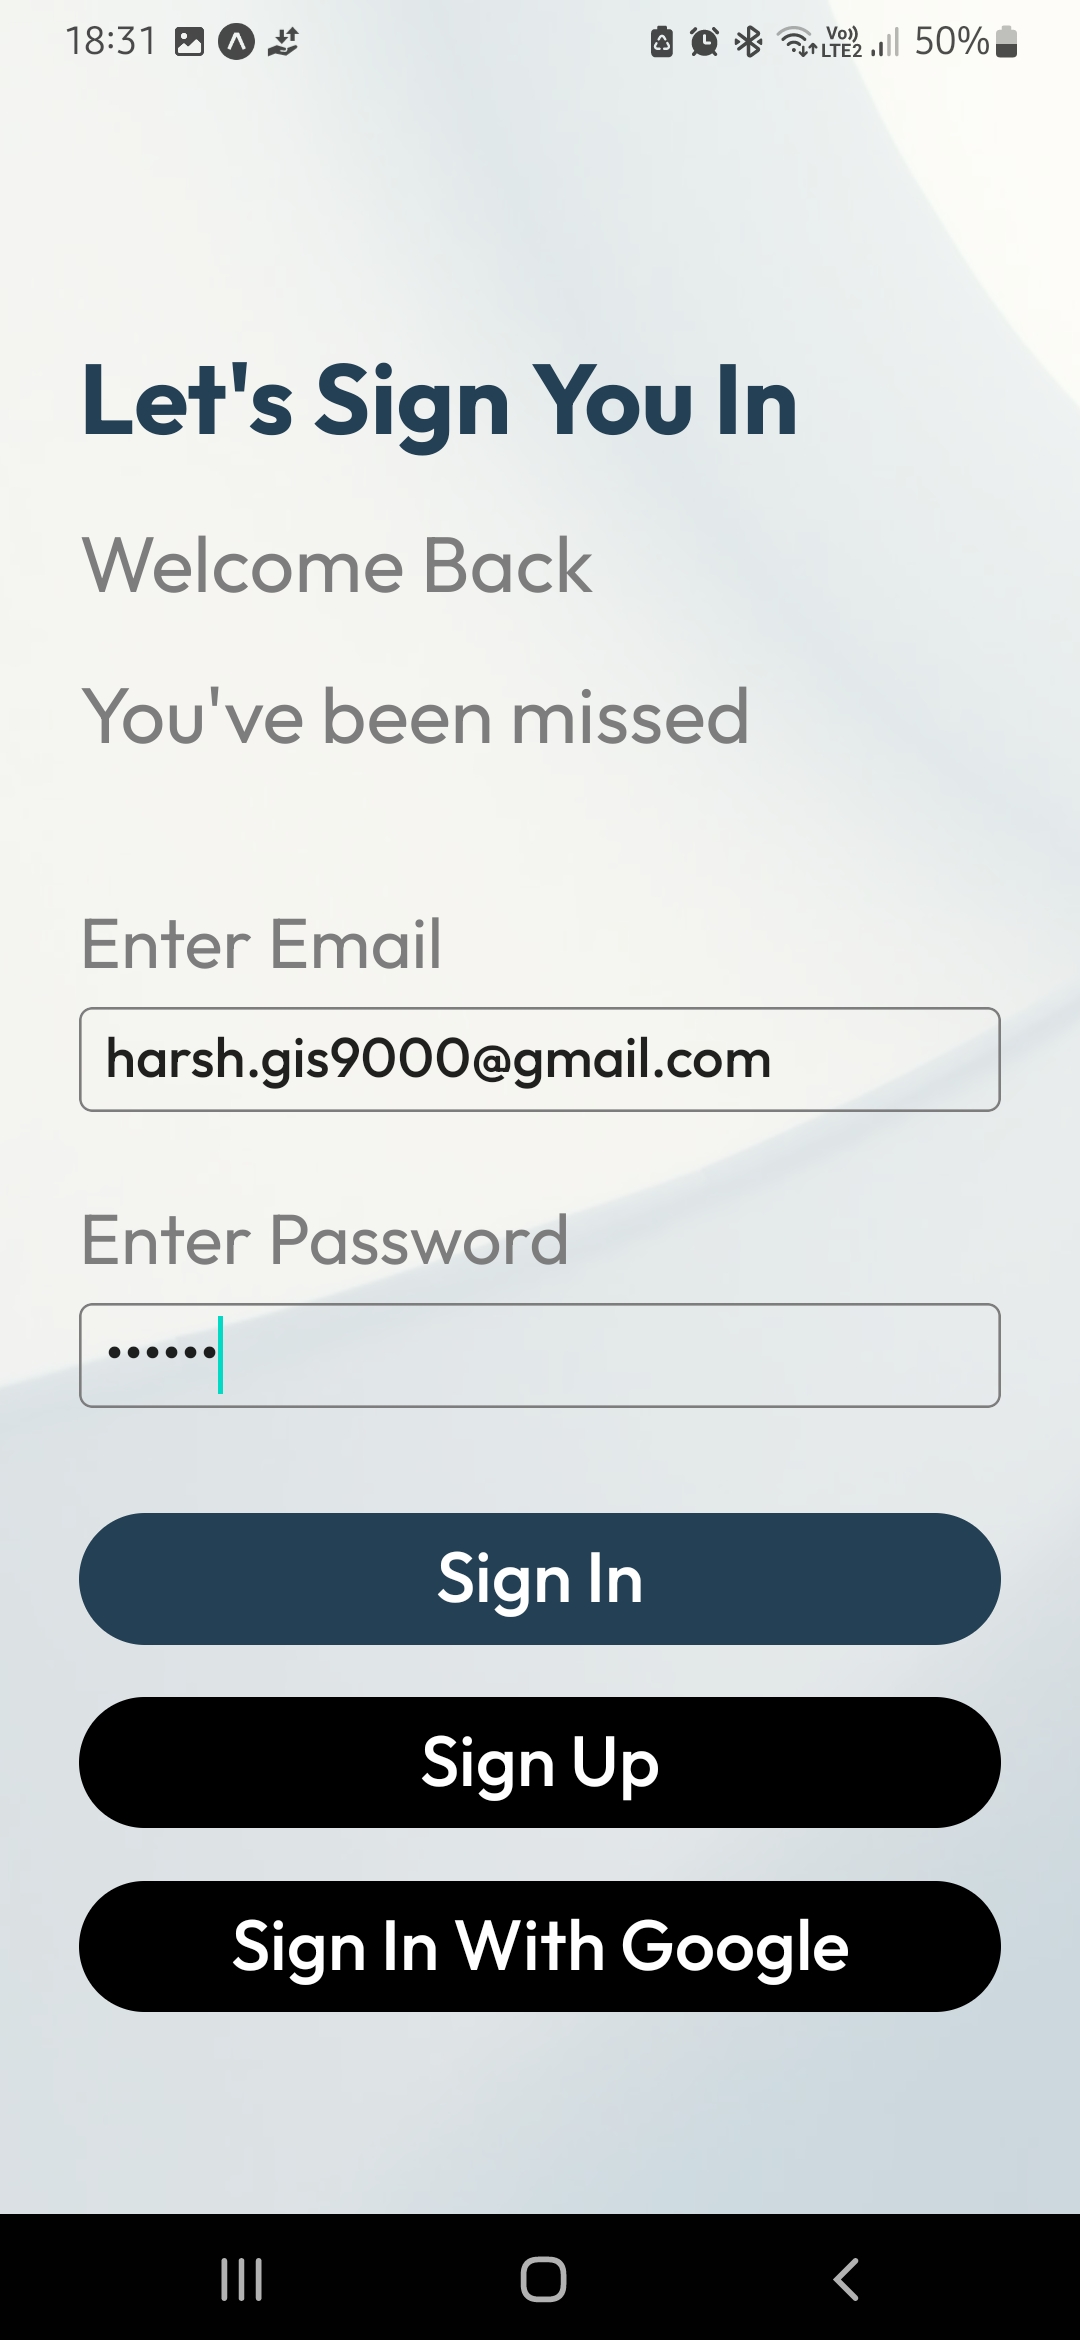 18:31 Vo)) LTE2 50%
Let's Sign You In
Welcome Back
You've been missed
Enter Email
harsh.gis9000@gmail.com
Enter Password
••••••
Sign In
Sign Up
Sign In With Google